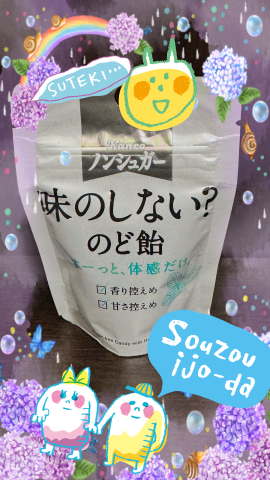 SUTEKI...
Kanro
ノンシュガー
味のしない?
のど飴
すーっと、体感だけ。
香り控えめ
甘さ控えめ
Souzou
ijo-da